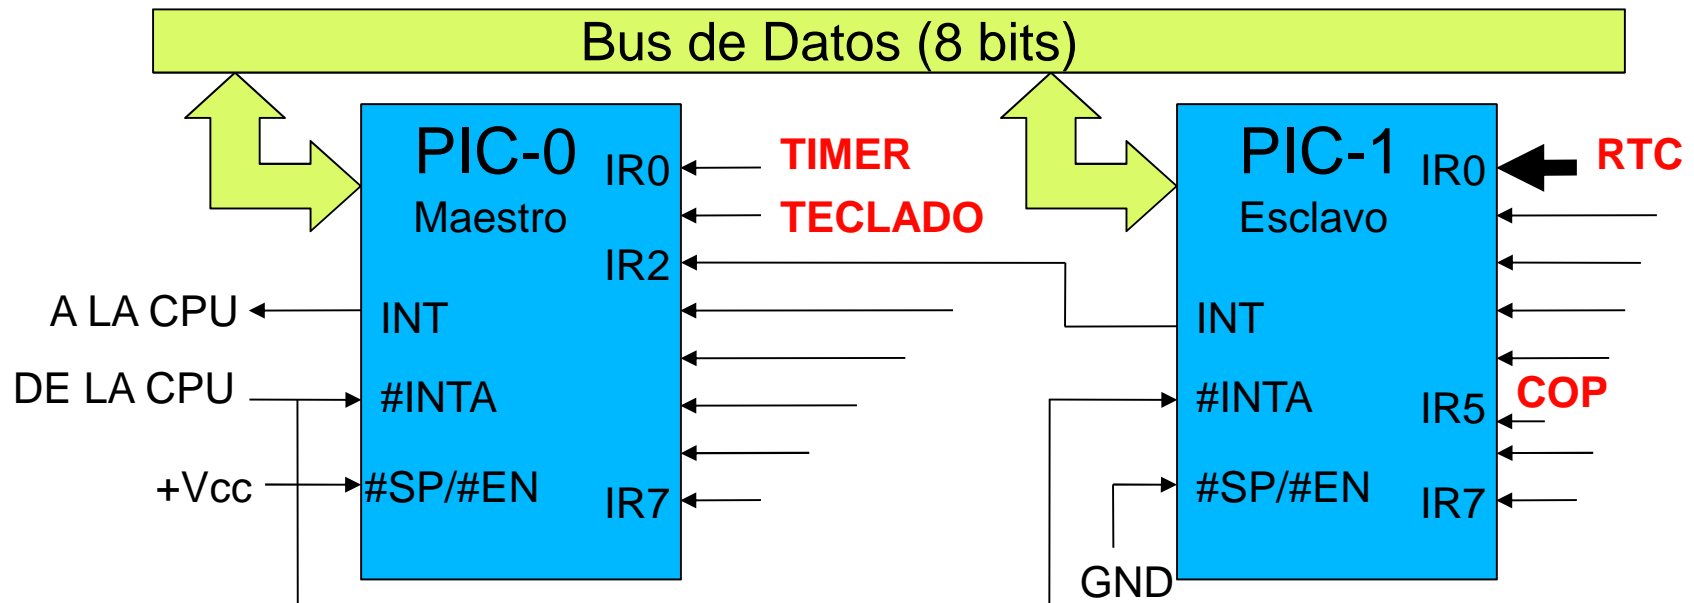 Bus de Datos (8 bits)
PIC-0
Maestro
IR0
TIMER
TECLADO
IR2
A LA CPU
INT
DE LA CPU
#INTA
+Vcc
#SP/#EN
IR7
PIC-1
Esclavo
IR0
RTC
INT
#INTA
IR5
COP
#SP/#EN
IR7
GND